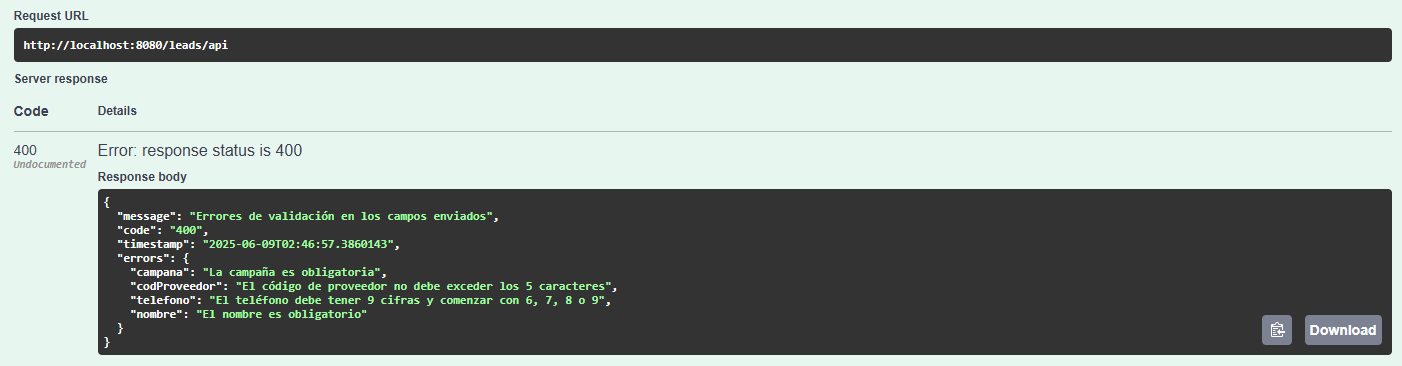 Request URL
http://localhost:8080/leads/api
Server response
Code Details
400 Error: response status is 400
Undocumented
Response body
{
  "message": "Errores de validación en los campos enviados",
  "code": "400",
  "timestamp": "2025-06-09T02:46:57.3860143",
  "errors": {
    "campana": "La campaña es obligatoria",
    "codProveedor": "El código de proveedor no debe exceder los 5 caracteres",
    "telefono": "El teléfono debe tener 9 cifras y comenzar con 6, 7, 8 o 9",
    "nombre": "El nombre es obligatorio"
  }
}
Download